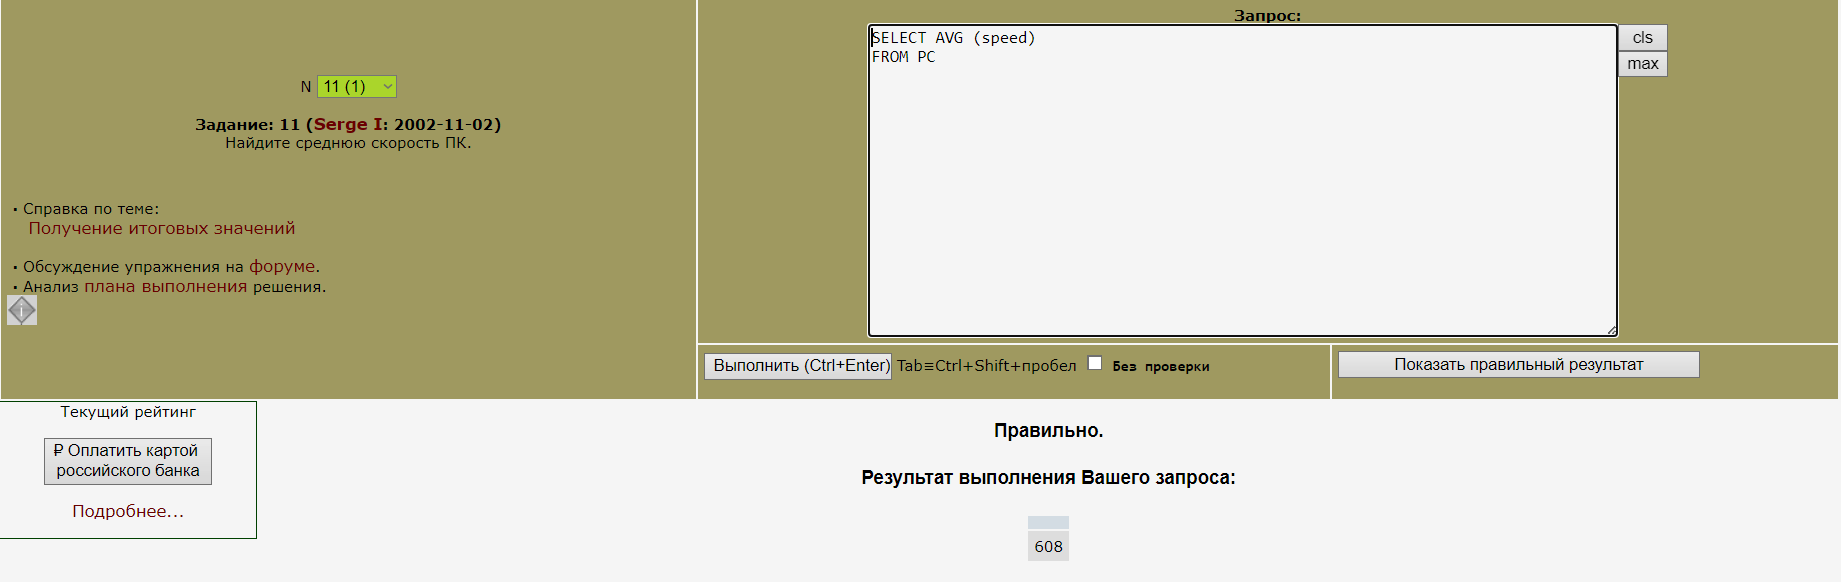 N 11 (1)
Задание: 11 (Serge I: 2002-11-02)
Найдите среднюю скорость ПК.
• Справка по теме:
Получение итоговых значений
• Обсуждение упражнения на форуме.
• Анализ плана выполнения решения.
i
Запрос:
SELECT AVG (speed)
FROM PC
cls
max
Выполнить (Ctrl+Enter) Tab≡Ctrl+Shift+пробел Без проверки
Показать правильный результат
Текущий рейтинг
₽ Оплатить картой
российского банка
Подробнее...
Правильно.
Результат выполнения Вашего запроса:
608